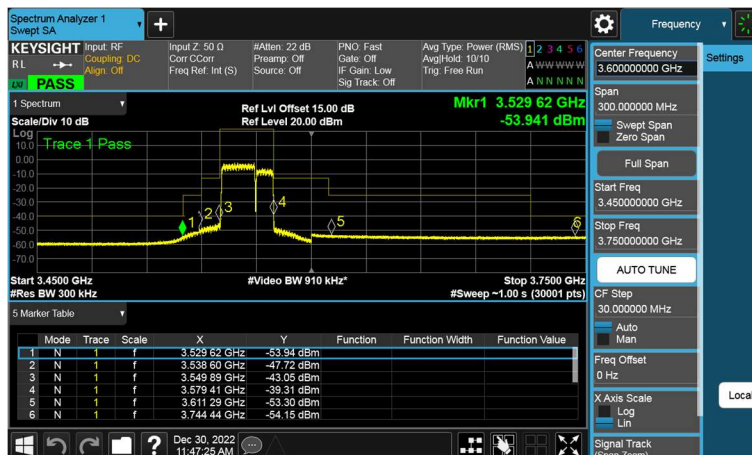 Spectrum Analyzer 1
Swept SA
Frequency
KEYSIGHT
RL
LXI
PASS
Input: RF
Coupling: DC
Align: Off
Input Z: 50 Ω
Corr CCorr
Freq Ref: Int (S)
#Atten: 22 dB
Preamp: Off
Source: Off
PNO: Fast
Gate: Off
IF Gain: Low
Sig Track: Off
Avg Type: Power (RMS)
Avg|Hold: 10/10
Trig: Free Run
1 2 3 4 5 6
A W W W W W
A N N N N N
1 Spectrum
Scale/Div 10 dB
Ref Lvl Offset 15.00 dB
Ref Level 20.00 dBm
Mkr1 3.529 62 GHz
-53.941 dBm
Log
Trace 1 Pass
10.0
0.00
-10.0
-20.0
-30.0
-40.0
-50.0
-60.0
-70.0
1
2
3
4
5
6
Start 3.4500 GHz
#Res BW 300 kHz
#Video BW 910 kHz*
Stop 3.7500 GHz
#Sweep ~1.00 s (30001 pts)
5 Marker Table
Mode Trace Scale X Y Function Function Width Function Value
1 N 1 f 3.529 62 GHz -53.94 dBm
2 N 1 f 3.538 60 GHz -47.72 dBm
3 N 1 f 3.549 89 GHz -43.05 dBm
4 N 1 f 3.579 41 GHz -39.31 dBm
5 N 1 f 3.611 29 GHz -53.30 dBm
6 N 1 f 3.744 44 GHz -54.15 dBm
?
Dec 30, 2022
11:47:25 AM
Center Frequency
3.600000000 GHz
Settings
Span
300.000000 MHz
Swept Span
Zero Span
Full Span
Start Freq
3.450000000 GHz
Stop Freq
3.750000000 GHz
AUTO TUNE
CF Step
30.000000 MHz
Auto
Man
Freq Offset
0 Hz
X Axis Scale
Log
Lin
Local
Signal Track
(Span Zoom)